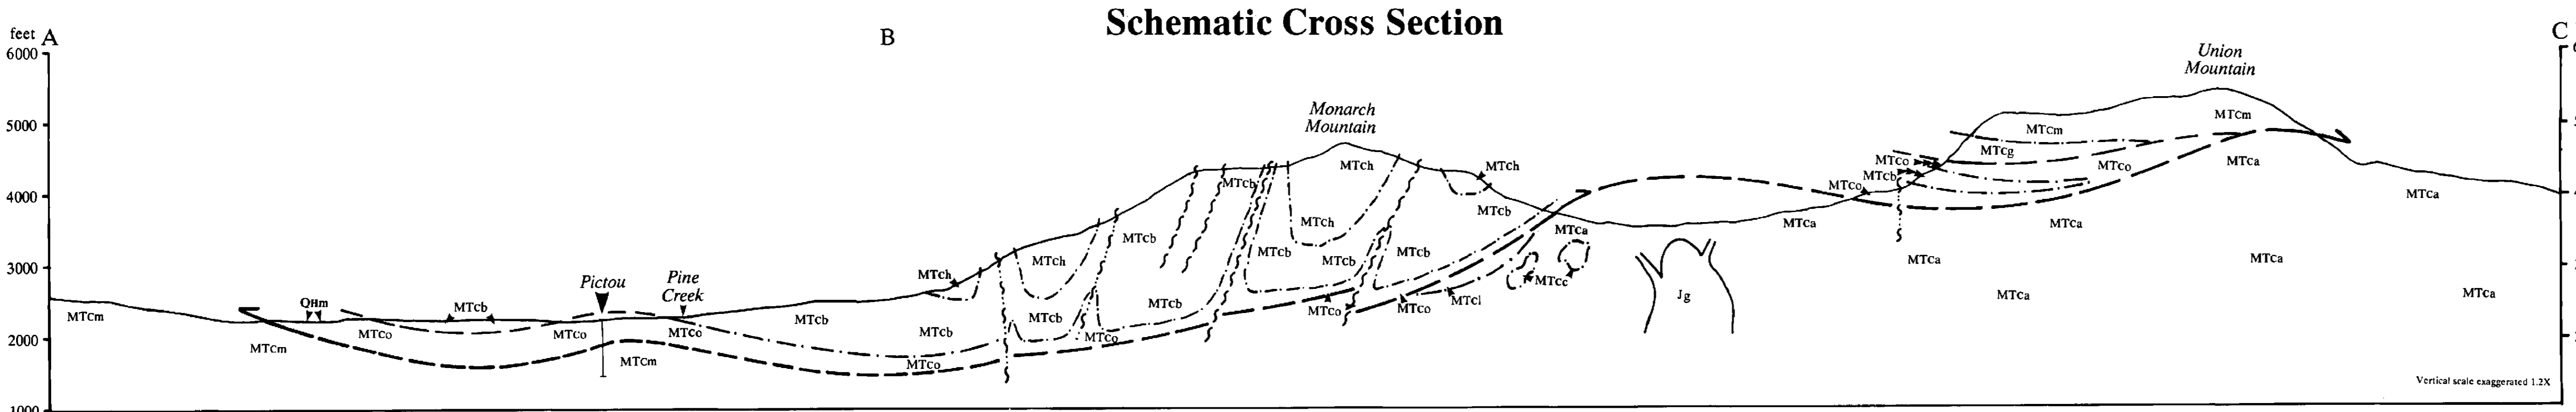 Schematic Cross Section
feet A
B
C
6000
5000
4000
3000
2000
1000
Union
Mountain
Monarch
Mountain
Pictou
Pine
Creek
MTCm
MTCm
QHm
MTCo
MTCb
MTCo
MTCm
MTCo
MTCb
MTCb
MTCo
MTCh
MTCh
MTCb
MTCo
MTCb
MTCb
MTCb
MTCb
MTCh
MTCh
MTCb
MTCo
MTCb
MTCo
MTCl
MTCh
MTCb
MTCa
MTCc
Jg
MTCa
MTCo
MTCo
MTCb
MTCg
MTCm
MTCm
MTCo
MTCa
MTCa
MTCa
MTCa
MTCa
MTCa
MTCa
Vertical scale exaggerated 1.2X